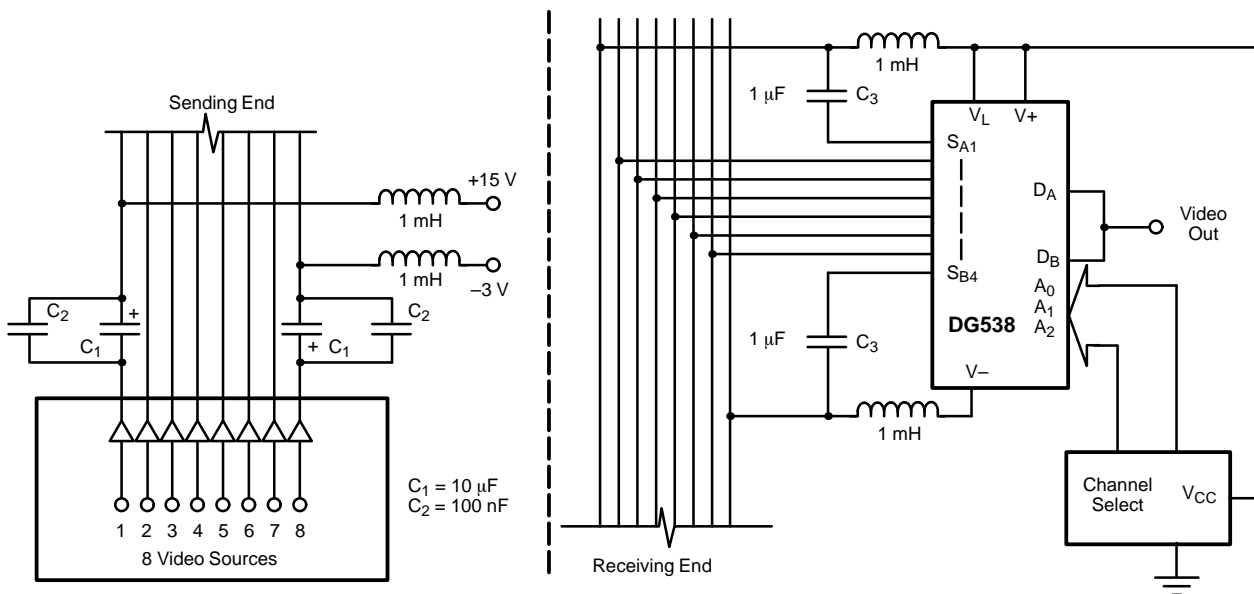 Sending End
+15 V
1 mH
1 mH
–3 V
C2
+
C1
+ C1
C2
C1 = 10 μF
C2 = 100 nF
1 2 3 4 5 6 7 8
8 Video Sources
1 mH
1 μF
C3
VL V+
SA1
DA
Video
Out
DB
SB4
A0
A1
A2
DG538
1 μF
C3
V–
1 mH
Channel
Select
VCC
Receiving End